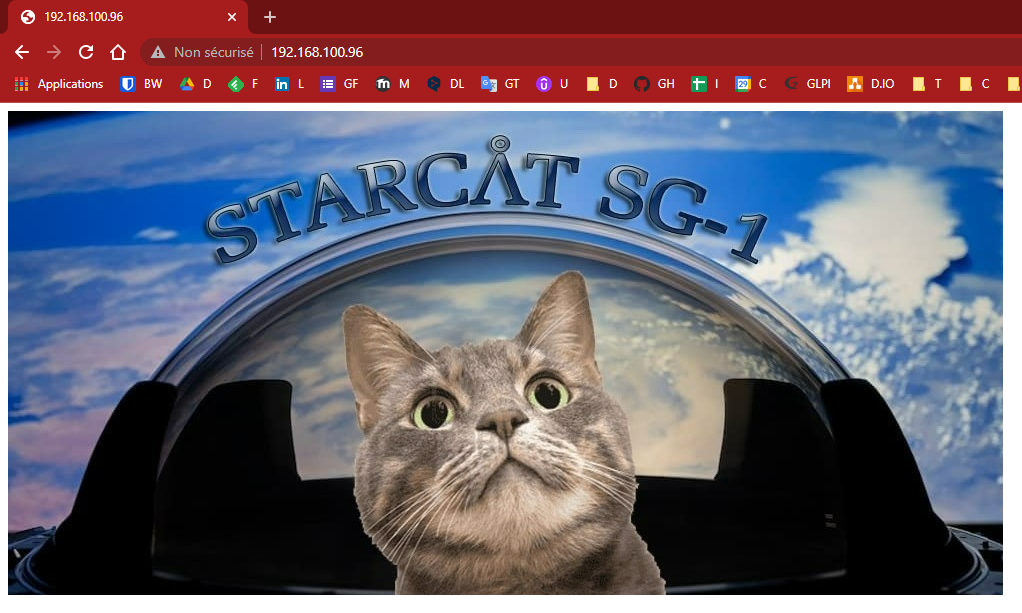 192.168.100.96
Non sécurisé 192.168.100.96
Applications BW D F L GF M DL GT U D GH I 29 C GLPI D.IO T C
STARCÅT SG-1